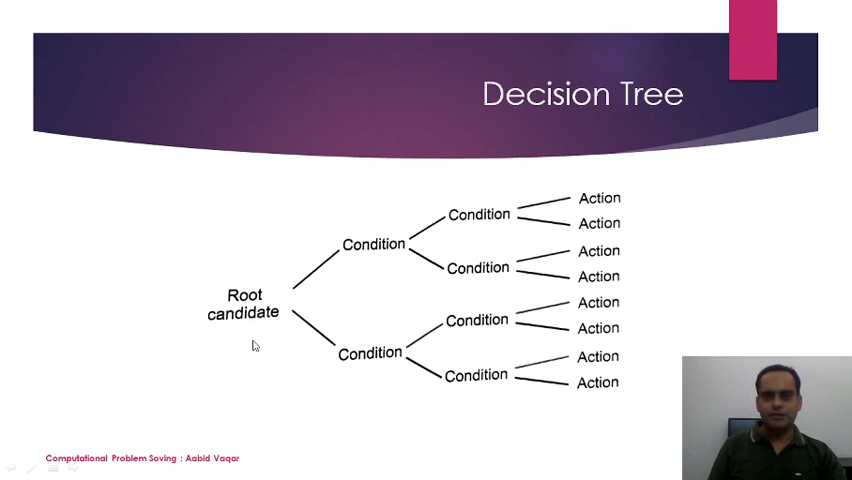 Decision Tree
Root
candidate
Condition
Condition
Condition
Condition
Condition
Condition
Action
Action
Action
Action
Action
Action
Action
Action
Computational Problem Soving : Aabid Vaqar